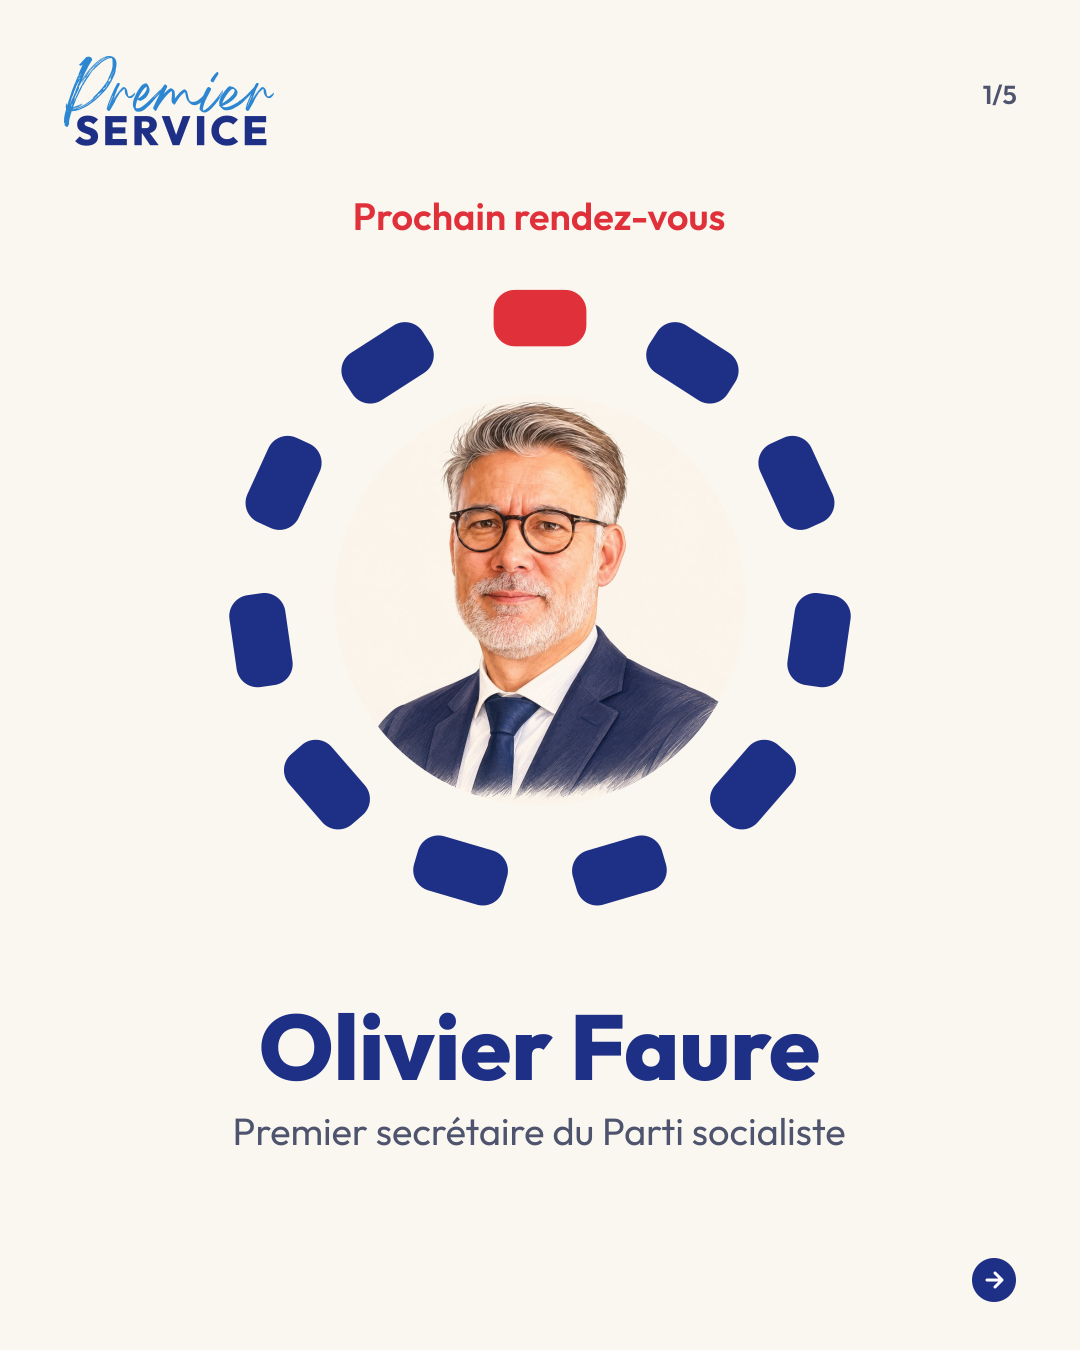 Premier
SERVICE
1/5
Prochain rendez-vous
Olivier Faure
Premier secrétaire du Parti socialiste